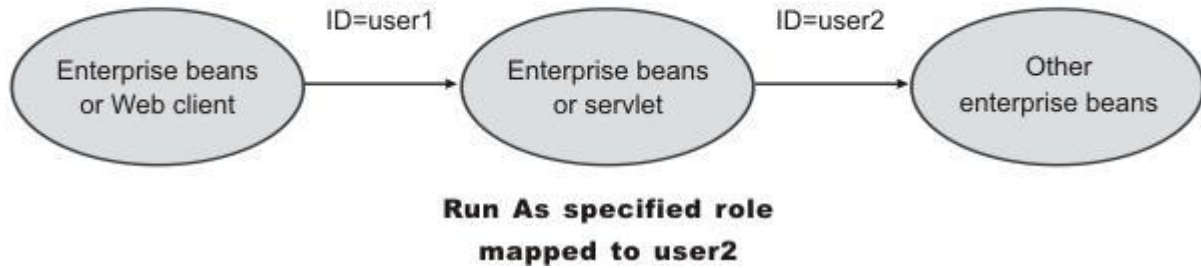 ID=user1
ID=user2
Enterprise beans
or Web client
Enterprise beans
or servlet
Other
enterprise beans
Run As specified role
mapped to user2